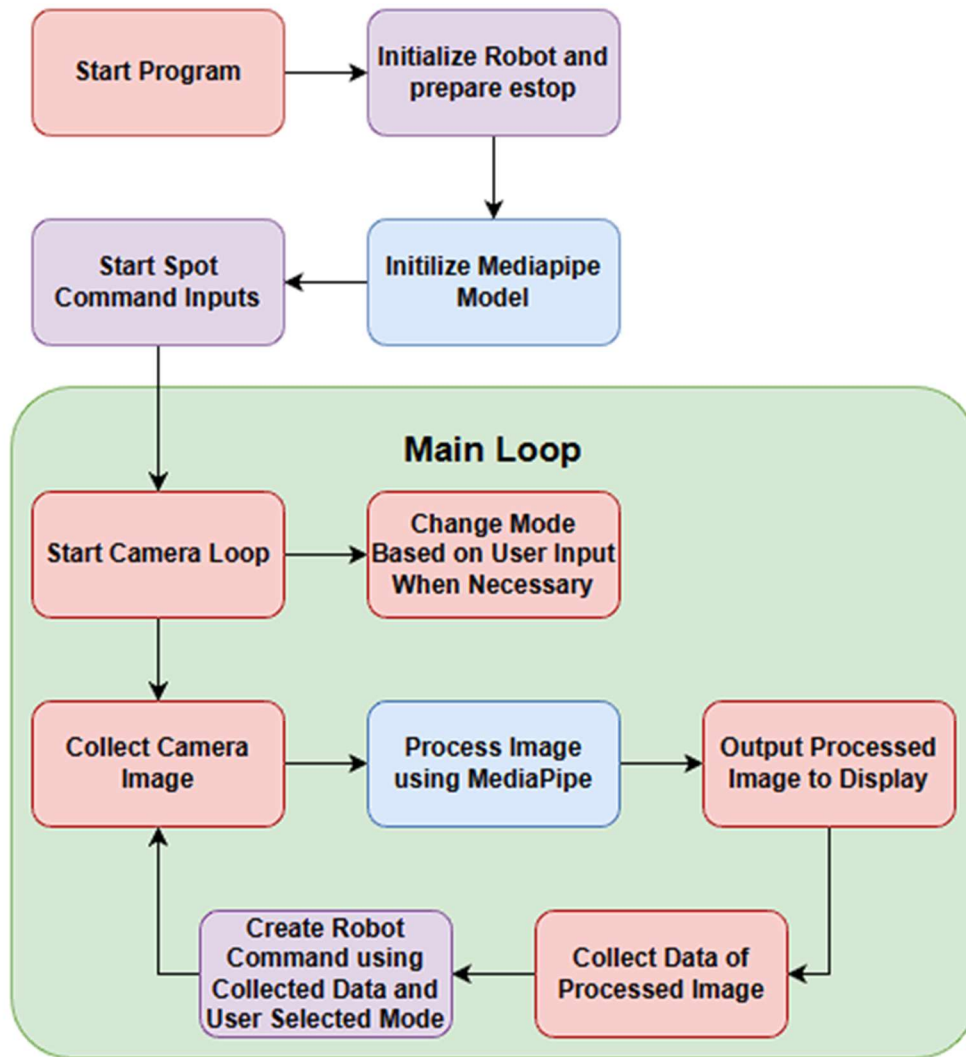 Start Program
Initialize Robot and
prepare estop
Start Spot
Command Inputs
Initilize Mediapipe
Model
Main Loop
Start Camera Loop
Change Mode
Based on User Input
When Necessary
Collect Camera
Image
Process Image
using MediaPipe
Output Processed
Image to Display
Create Robot
Command using
Collected Data and
User Selected Mode
Collect Data of
Processed Image